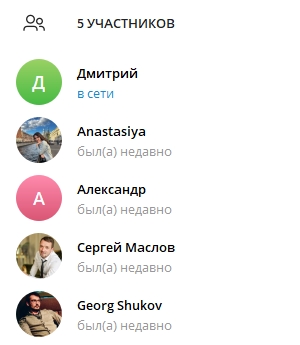 5 УЧАСТНИКОВ
Д
Дмитрий
в сети
Anastasiya
был(а) недавно
А
Александр
был(а) недавно
Сергей Маслов
был(а) недавно
Georg Shukov
был(а) недавно